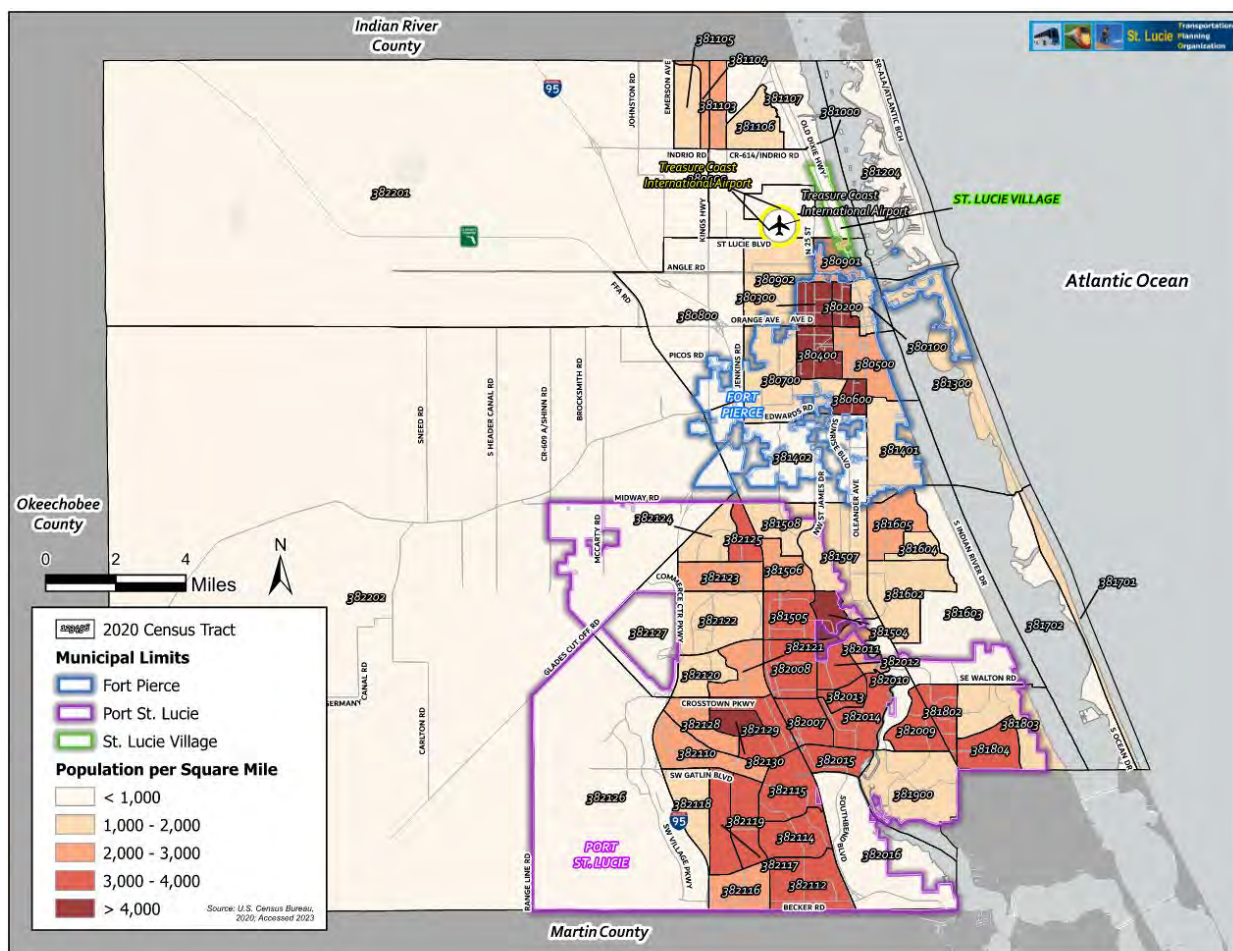 Indian River
County
St. Lucie
Transportation
Planning
Organization
381105
381104
95
JOHNSTON RD
EMERSON AVE
381103
381107
381106
OLD DIXIE HWY
SR-A1A/ATLANTIC BCH
381000
INDRIO RD
CR-614/INDRIO RD
Treasure Coast
International Airport
381204
382201
Treasure Coast
International Airport
ST. LUCIE VILLAGE
KINGS HWY
N 25 ST
ST LUCIE BLVD
380901
ANGLE RD
380902
Atlantic Ocean
FFA RD
380300
380200
380800
ORANGE AVE
AVE D
380100
PICOS RD
380400
380500
JENKINS RD
380700
381300
FORT
PIERCE
380600
EDWARDS RD
SUNRISE BLVD
SNEED RD
S HEADER CANAL RD
CR-609 A/SHINN RD
BROCKSMITH RD
381402
381401
Okeechobee
County
MIDWAY RD
NW ST JAMES DR
OLEANDER AVE
382124
381508
381605
S INDIAN RIVER DR
MCCARTY RD
382125
381507
381604
0 2 4
Miles
N
382123
381506
COMMERCE CTR PKWY
381701
382202
381602
381603
381702
382122
381505
GLADES CUT OFF RD
382127
381504
382121
382011
382012
382008
382010
382120
SE WALTON RD
GERMANY
CANAL RD
CARLTON RD
CROSSTOWN PKWY
382013
382128
382129
382007
382014
382009
381802
381803
382110
382130
382015
381804
S OCEAN DR
SW GATLIN BLVD
382126
382118
382115
381900
95
382119
SOUTHBEND BLVD
382114
PORT
ST. LUCIE
SW VILLAGE PKWY
382117
382016
RANGE LINE RD
382116
382112
BECKER RD
Martin County
2020 Census Tract
Municipal Limits
Fort Pierce
Port St. Lucie
St. Lucie Village
Population per Square Mile
< 1,000
1,000 - 2,000
2,000 - 3,000
3,000 - 4,000
> 4,000
Source: U.S. Census Bureau,
2020; Accessed 2023